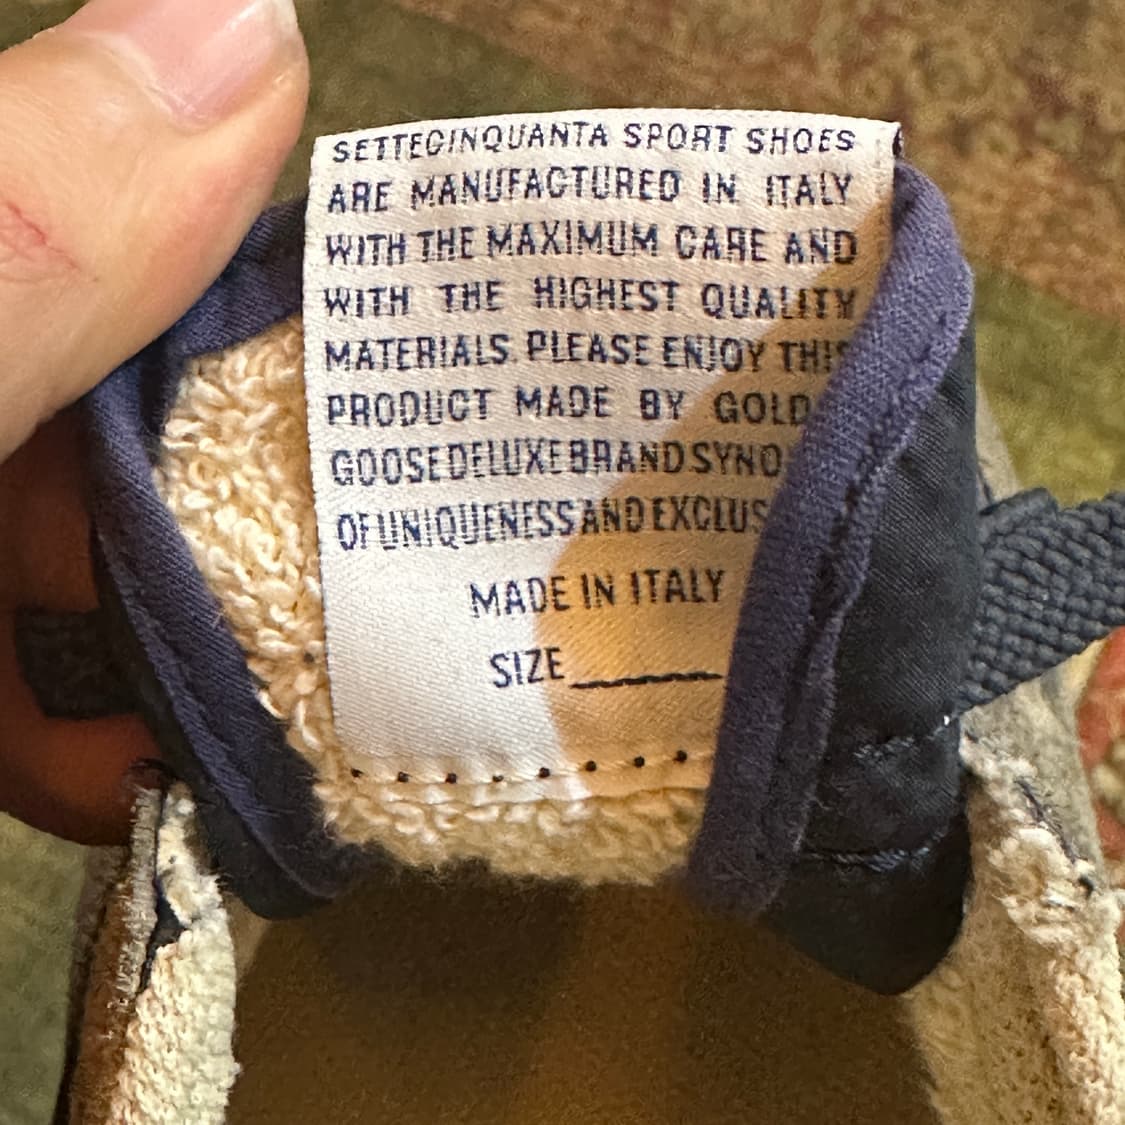 SETTECINQUANTA SPORT SHOES
ARE MANUFACTURED IN ITALY
WITH THE MAXIMUM CARE AND
WITH THE HIGHEST QUALITY
MATERIALS. PLEASE ENJOY THIS
PRODUCT MADE BY GOLD
GOOSE DELUXE BRAND SYNO
OF UNIQUENESS AND EXCLUS
MADE IN ITALY
SIZE ______